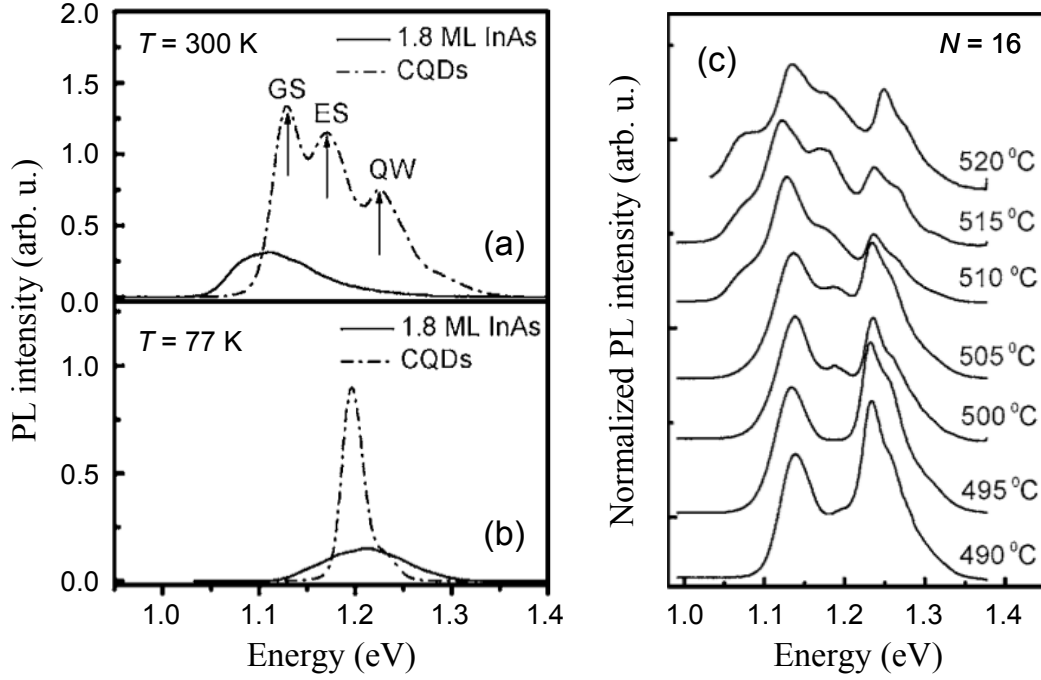 2.0
T = 300 K
1.8 ML InAs
CQDs
1.5
GS
ES
1.0
QW
0.5
(a)
0.0
T = 77 K
1.8 ML InAs
CQDs
1.0
0.5
(b)
0.0
1.0 1.1 1.2 1.3 1.4
Energy (eV)
PL intensity (arb. u.)
(c)
N = 16
520 °C
515 °C
510 °C
505 °C
500 °C
495 °C
490 °C
1.0 1.1 1.2 1.3 1.4
Energy (eV)
Normalized PL intensity (arb. u.)